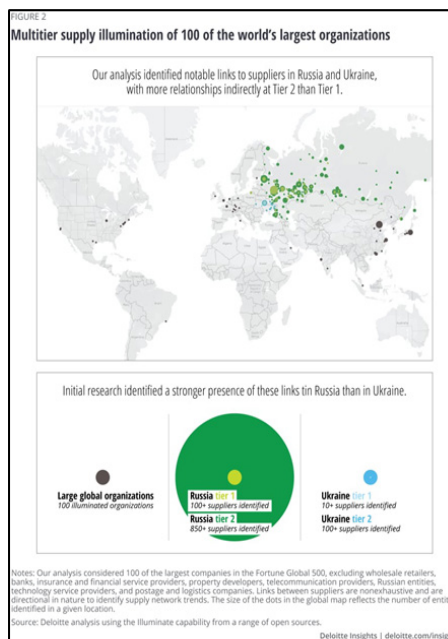 FIGURE 2
Multitier supply illumination of 100 of the world's largest organizations
Our analysis identified notable links to suppliers in Russia and Ukraine,
with more relationships indirectly at Tier 2 than Tier 1.
Initial research identified a stronger presence of these links tin Russia than in Ukraine.
Large global organizations
100 illuminated organizations
Russia tier 1
100+ suppliers identified
Russia tier 2
850+ suppliers identified
Ukraine tier 1
10+ suppliers identified
Ukraine tier 2
100+ suppliers identified
Notes: Our analysis considered 100 of the largest companies in the Fortune Global 500, excluding wholesale retailers,
banks, insurance and financial service providers, property developers, telecommunication providers, Russian entities,
technology service providers, and postage and logistics companies. Links between suppliers are nonexhaustive and are
directional in nature to identify supply network trends. The size of the dots in the global map reflects the number of entit
identified in a given location.
Source: Deloitte analysis using the Illuminate capability from a range of open sources.
Deloitte Insights | deloitte.com/insig